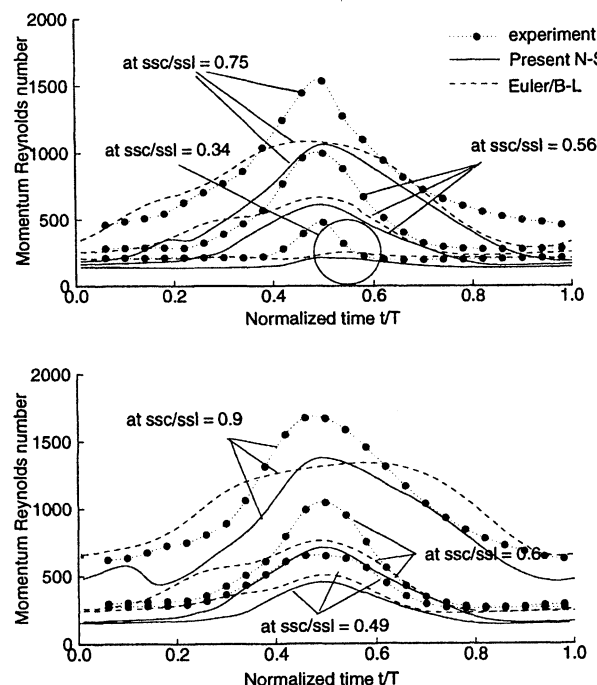 2000
1500
1000
500
0
Momentum Reynolds number
at ssc/ssl = 0.75
at ssc/ssl = 0.34
at ssc/ssl = 0.56
experiment
Present N-S
Euler/B-L
0.0 0.2 0.4 0.6 0.8 1.0
Normalized time t/T
2000
1500
1000
500
0
Momentum Reynolds number
at ssc/ssl = 0.9
at ssc/ssl = 0.6
at ssc/ssl = 0.49
0.0 0.2 0.4 0.6 0.8 1.0
Normalized time t/T